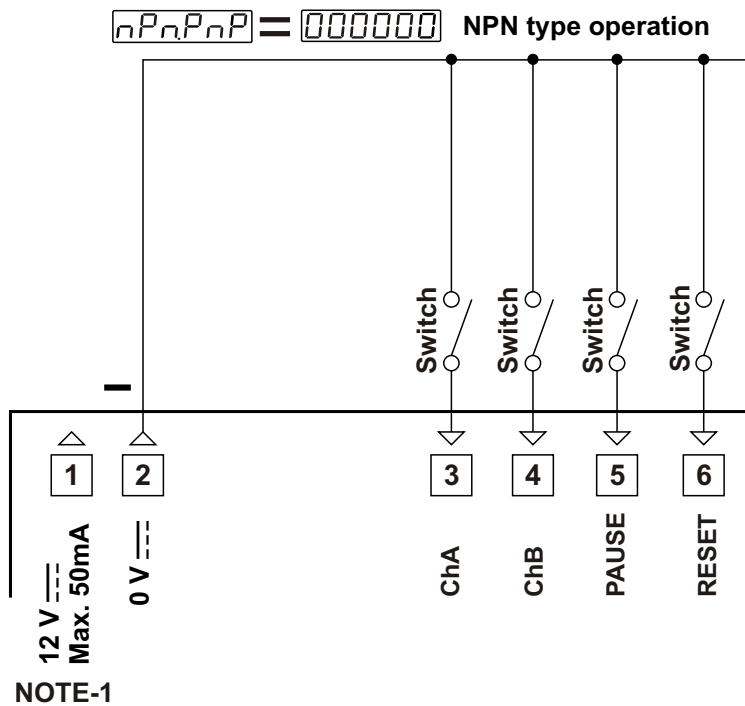 nPn.PnP = 000000 NPN type operation
Switch
Switch
Switch
Switch
1
2
3
4
5
6
12 V
Max. 50mA
0 V
ChA
ChB
PAUSE
RESET
NOTE-1